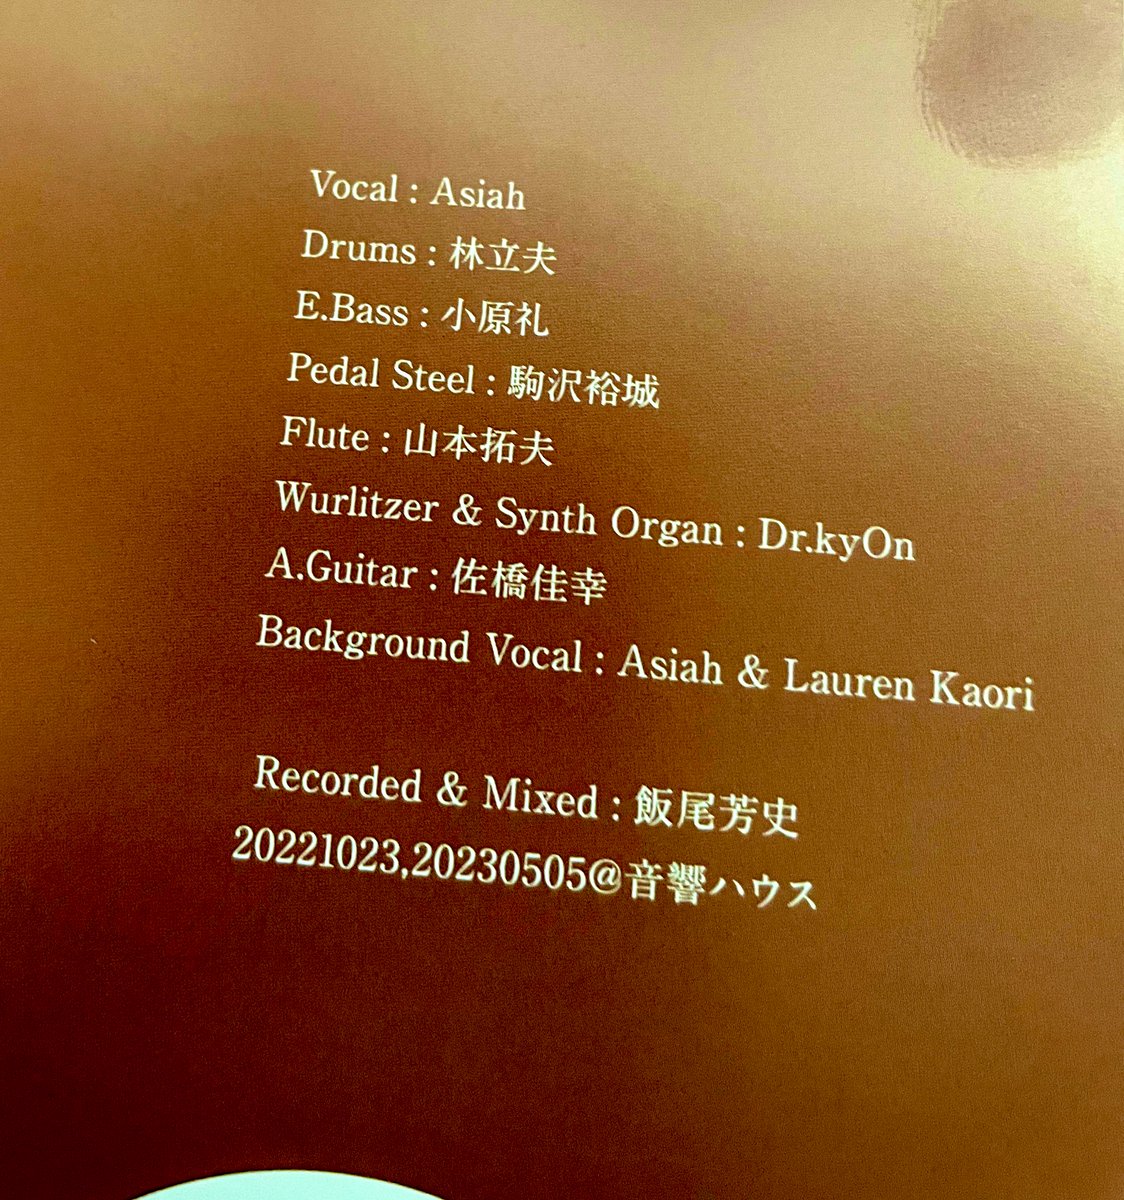 Vocal : Asiah
Drums : 林立夫
E.Bass : 小原礼
Pedal Steel : 駒沢裕城
Flute : 山本拓夫
Wurlitzer & Synth Organ : Dr.kyOn
A.Guitar : 佐橋佳幸
Background Vocal : Asiah & Lauren Kaori
Recorded & Mixed : 飯尾芳史
20221023,20230505@音響ハウス